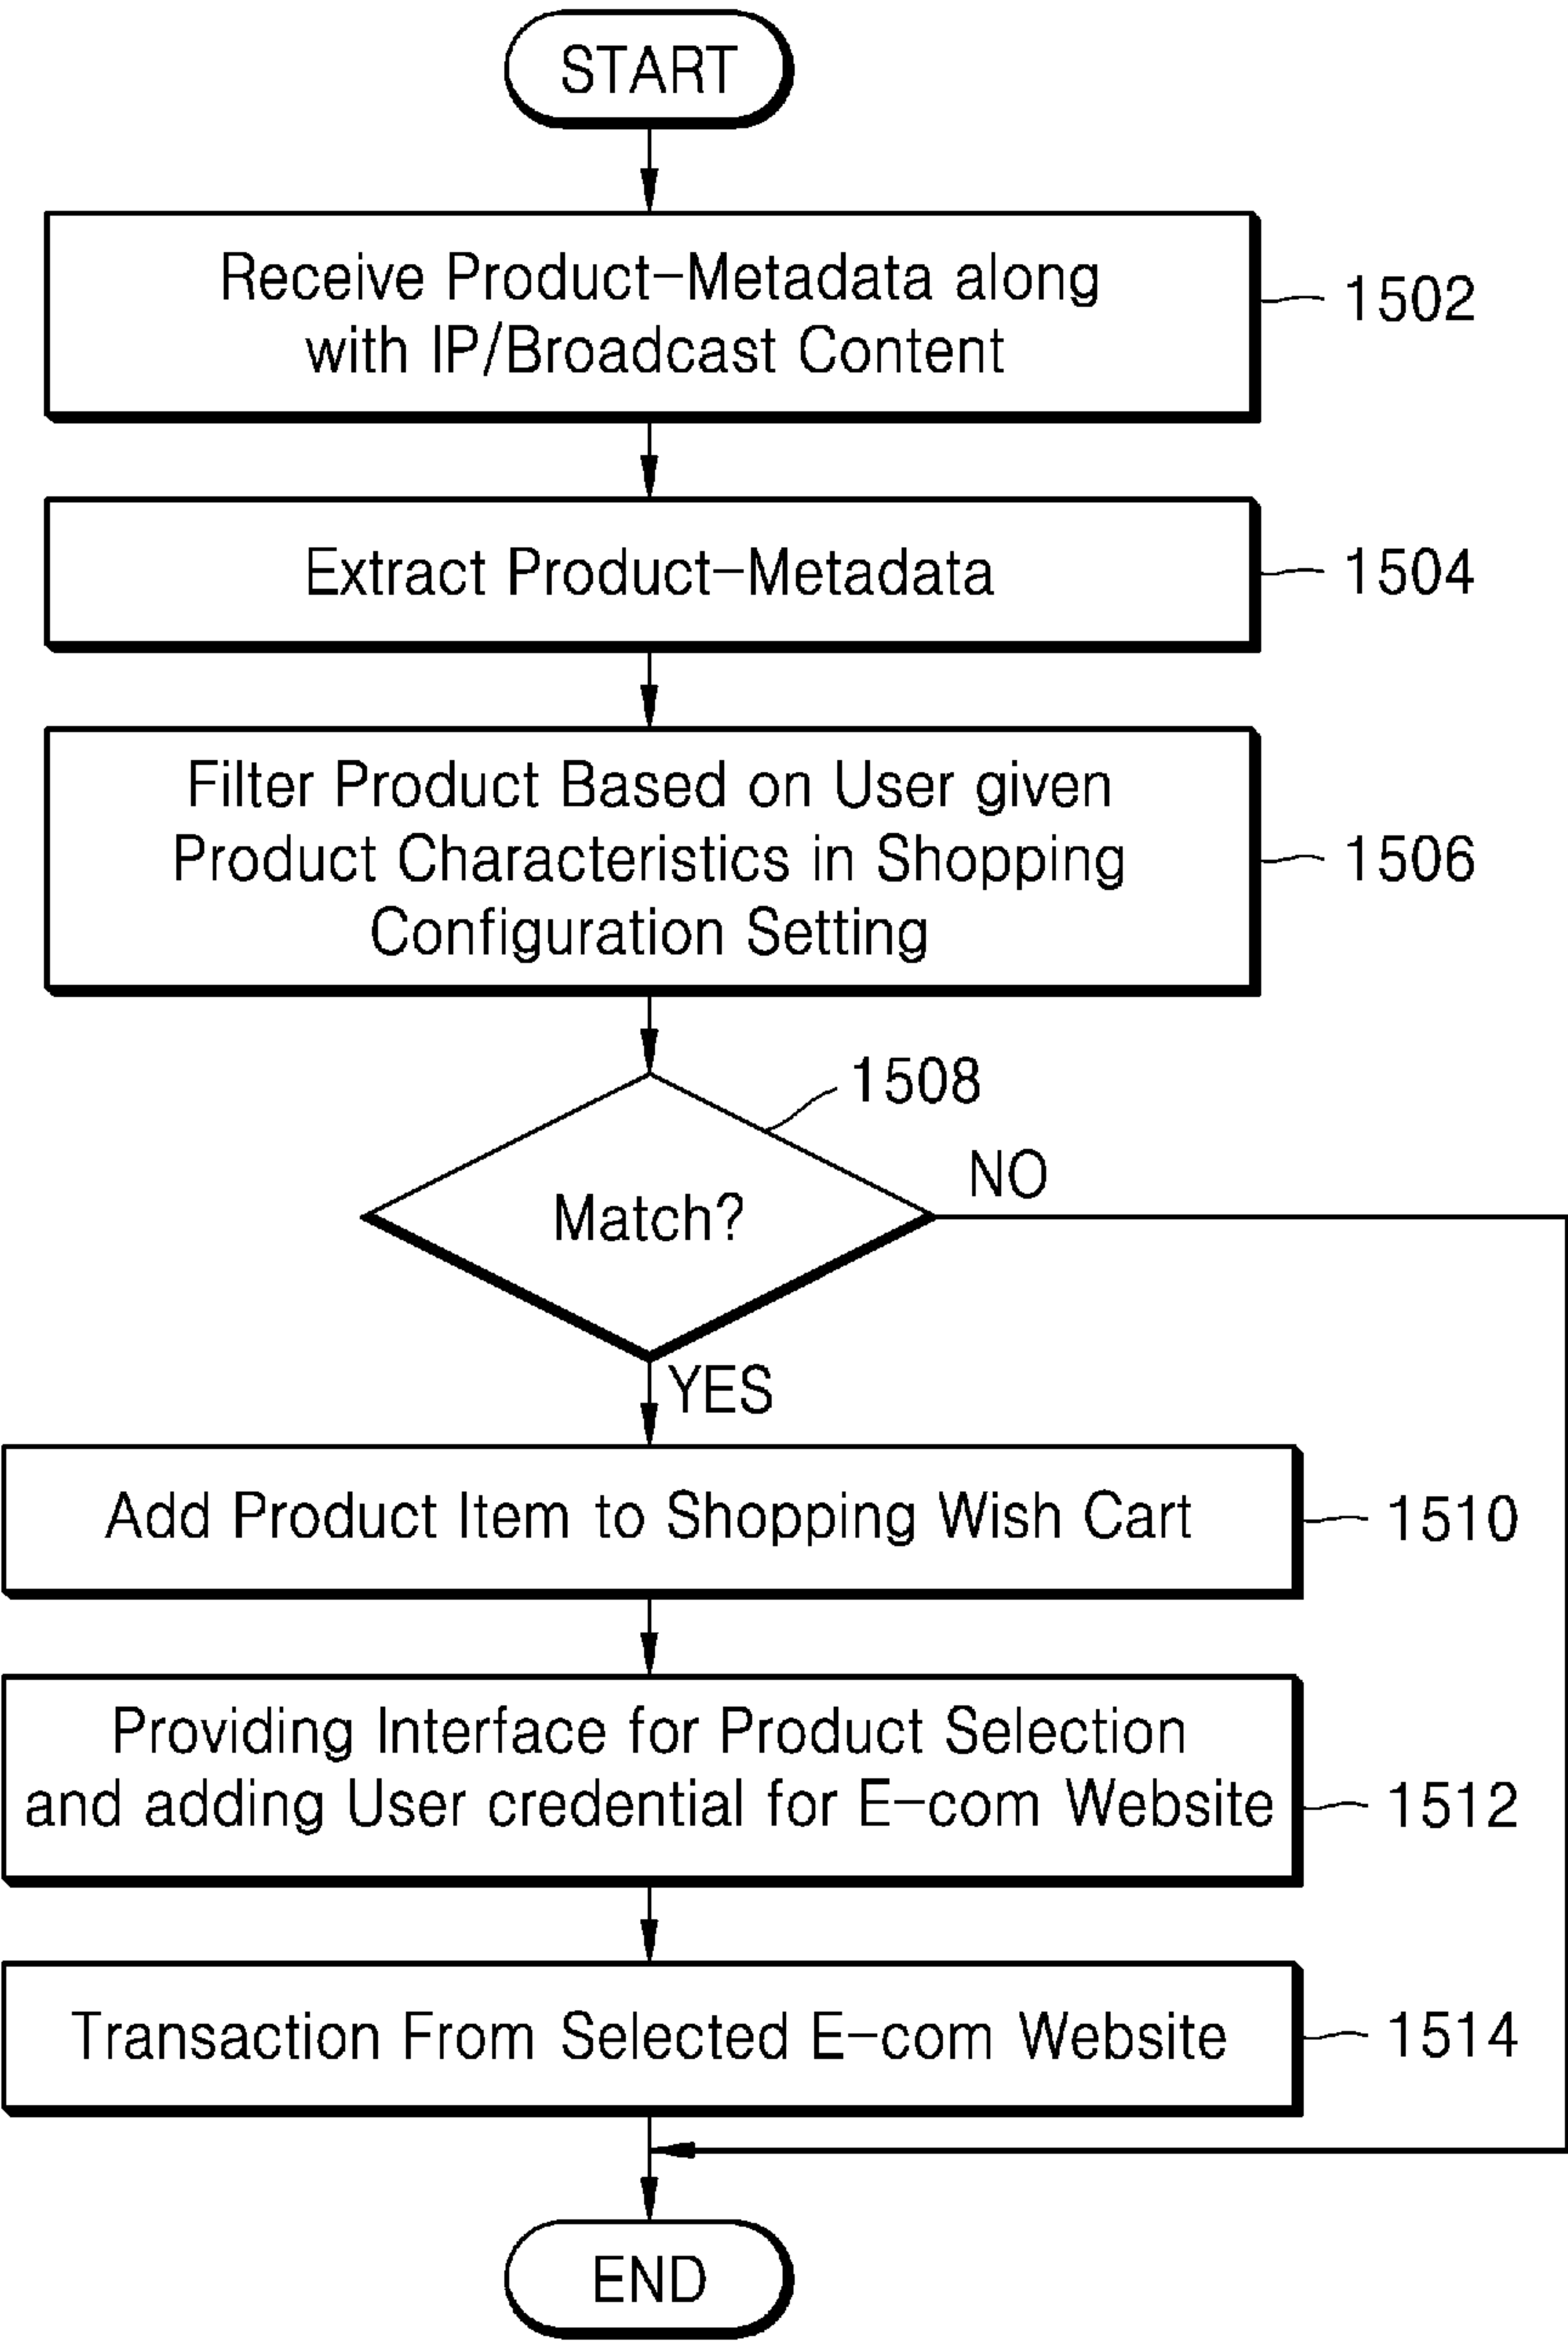 START
Receive Product-Metadata along
with IP/Broadcast Content
1502
Extract Product-Metadata
1504
Filter Product Based on User given
Product Characteristics in Shopping
Configuration Setting
1506
1508
Match?
NO
YES
Add Product Item to Shopping Wish Cart
1510
Providing Interface for Product Selection
and adding User credential for E-com Website
1512
Transaction From Selected E-com Website
1514
END